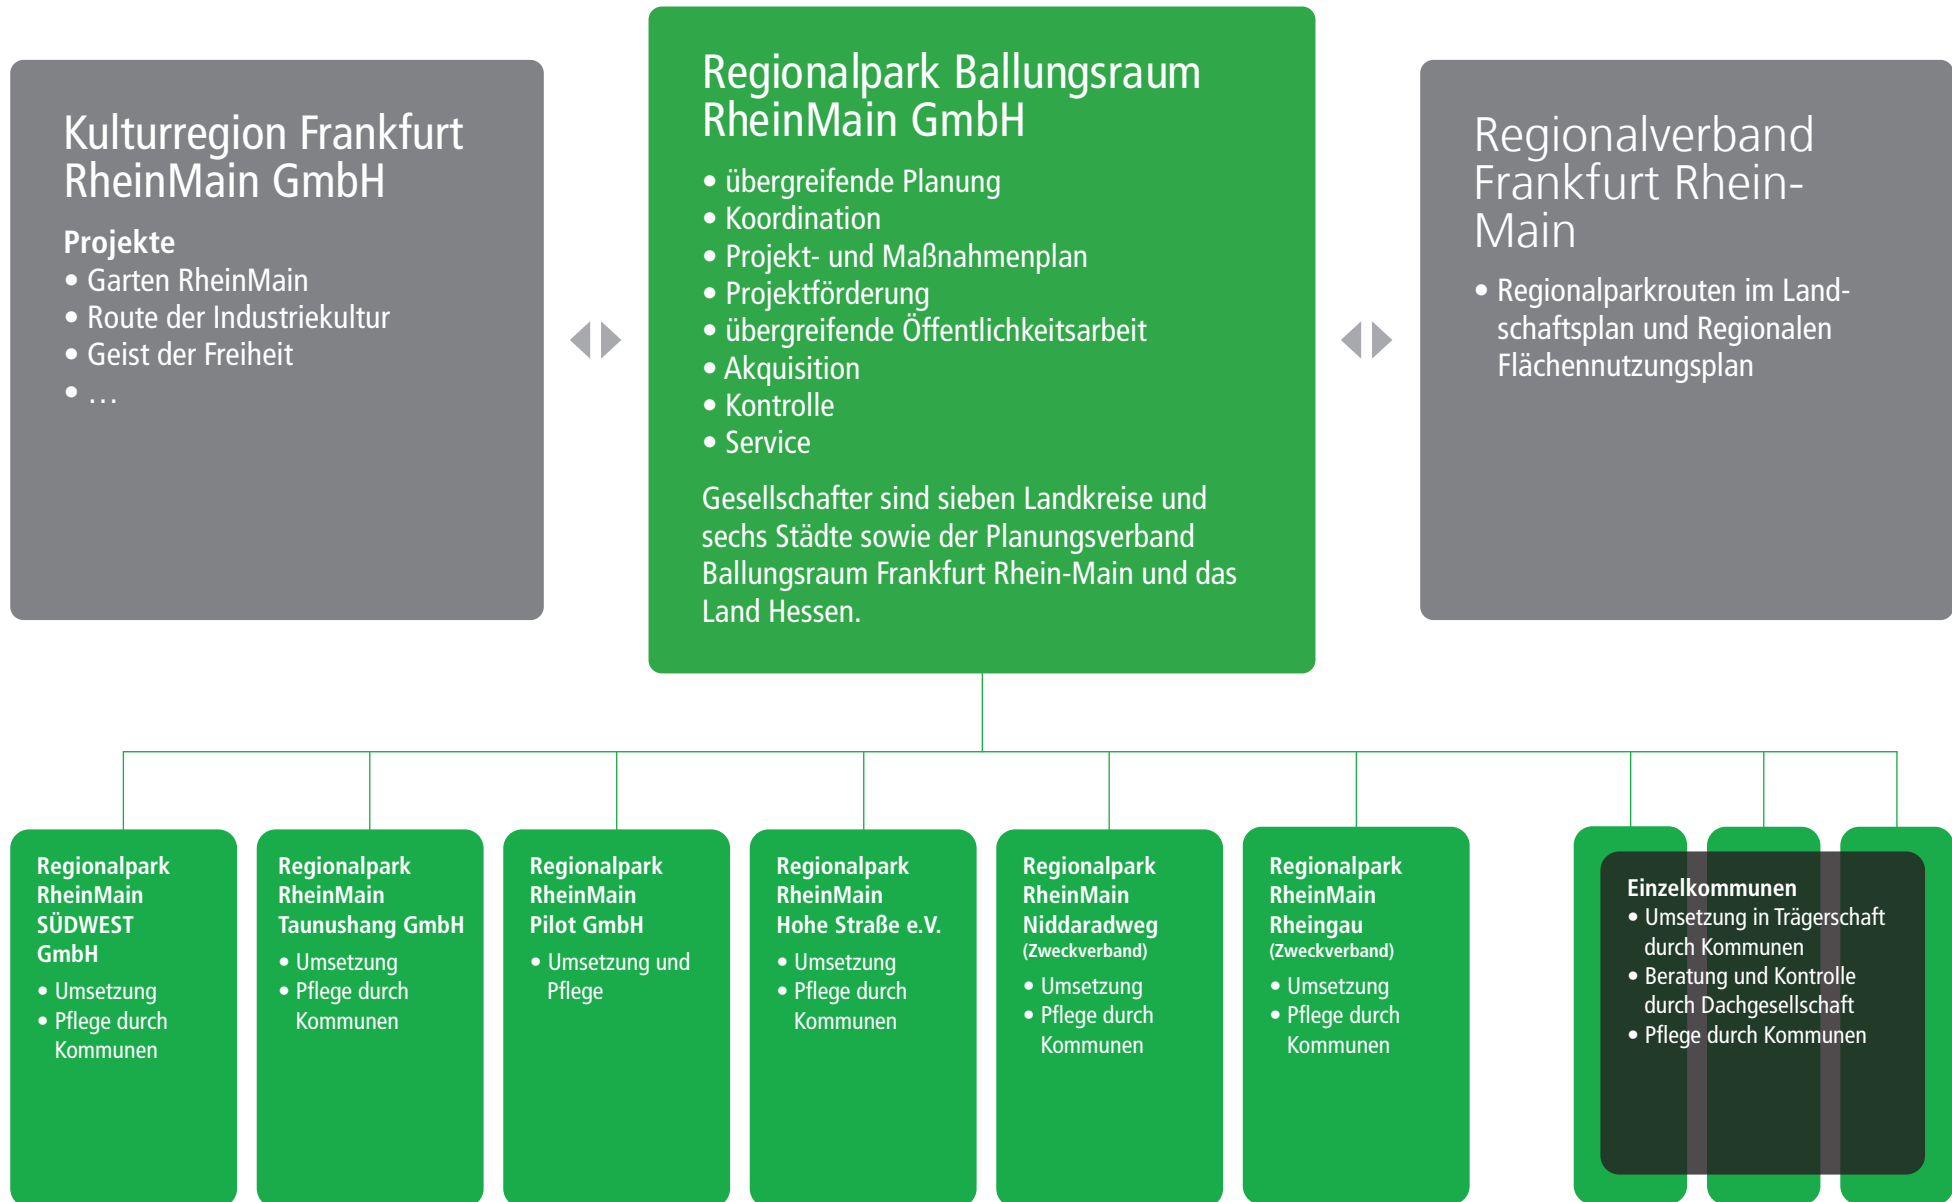 Kulturregion Frankfurt
RheinMain GmbH
Projekte
• Garten RheinMain
• Route der Industriekultur
• Geist der Freiheit
• …
Regionalpark Ballungsraum
RheinMain GmbH
• übergreifende Planung
• Koordination
• Projekt- und Maßnahmenplan
• Projektförderung
• übergreifende Öffentlichkeitsarbeit
• Akquisition
• Kontrolle
• Service
Gesellschafter sind sieben Landkreise und
sechs Städte sowie der Planungsverband
Ballungsraum Frankfurt Rhein-Main und das
Land Hessen.
Regionalverband
Frankfurt Rhein-
Main
• Regionalparkrouten im Land-
schaftsplan und Regionalen
Flächennutzungsplan
Regionalpark
RheinMain
SÜDWEST
GmbH
• Umsetzung
• Pflege durch
Kommunen
Regionalpark
RheinMain
Taunushang GmbH
• Umsetzung
• Pflege durch
Kommunen
Regionalpark
RheinMain
Pilot GmbH
• Umsetzung und
Pflege
Regionalpark
RheinMain
Hohe Straße e.V.
• Umsetzung
• Pflege durch
Kommunen
Regionalpark
RheinMain
Niddaradweg
(Zweckverband)
• Umsetzung
• Pflege durch
Kommunen
Regionalpark
RheinMain
Rheingau
(Zweckverband)
• Umsetzung
• Pflege durch
Kommunen
Einzelkommunen
• Umsetzung in Trägerschaft
durch Kommunen
• Beratung und Kontrolle
durch Dachgesellschaft
• Pflege durch Kommunen